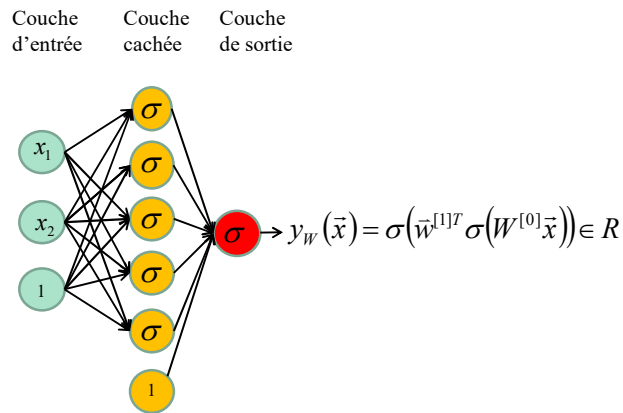 Couche d'entrée
Couche cachée
Couche de sortie
x₁
x₂
1
σ
σ
σ
σ
σ
1
σ
y_W(x⃗) = σ(w⃗^{[1]T} σ(W^{[0]} x⃗)) ∈ R